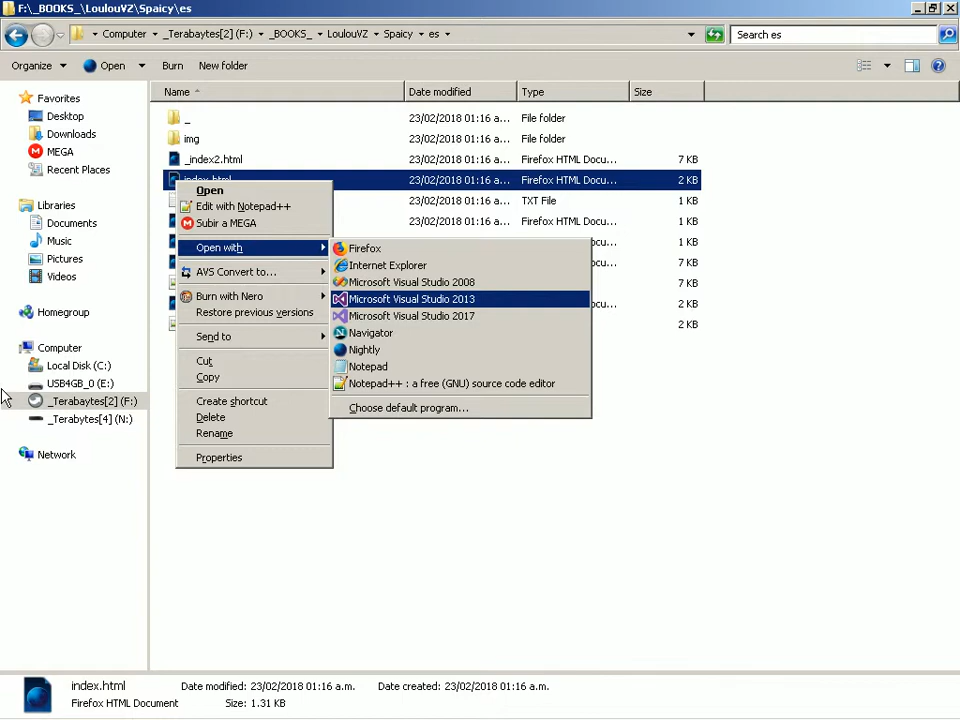 F:\_BOOKS_\LoulouVZ\Spaicy\es
Computer _Terabaytes[2] (F:) _BOOKS_ LoulouVZ Spaicy es
Search es
Organize Open Burn New folder
Name Date modified Type Size
Favorites
Desktop
Downloads
MEGA
Recent Places
Libraries
Documents
Music
Pictures
Videos
Homegroup
Computer
Local Disk (C:)
USB4GB_0 (E:)
_Terabaytes[2] (F:)
_Terabytes[4] (N:)
Network
_ 23/02/2018 01:16 a... File folder
img 23/02/2018 01:16 a... File folder
_index2.html 23/02/2018 01:16 a... Firefox HTML Docu... 7 KB
index.html 23/02/2018 01:16 a... Firefox HTML Docu... 2 KB
23/02/2018 01:16 a... TXT File 1 KB
23/02/2018 01:16 a... Firefox HTML Docu... 1 KB
7 KB
1 KB
1 KB
1 KB
2 KB
Open
Edit with Notepad++
Subir a MEGA
Open with
AVS Convert to...
Burn with Nero
Restore previous versions
Send to
Cut
Copy
Create shortcut
Delete
Rename
Properties
Firefox
Internet Explorer
Microsoft Visual Studio 2008
Microsoft Visual Studio 2013
Microsoft Visual Studio 2017
Navigator
Nightly
Notepad
Notepad++ : a free (GNU) source code editor
Choose default program...
index.html Date modified: 23/02/2018 01:16 a.m. Date created: 23/02/2018 01:16 a.m.
Firefox HTML Document Size: 1.31 KB